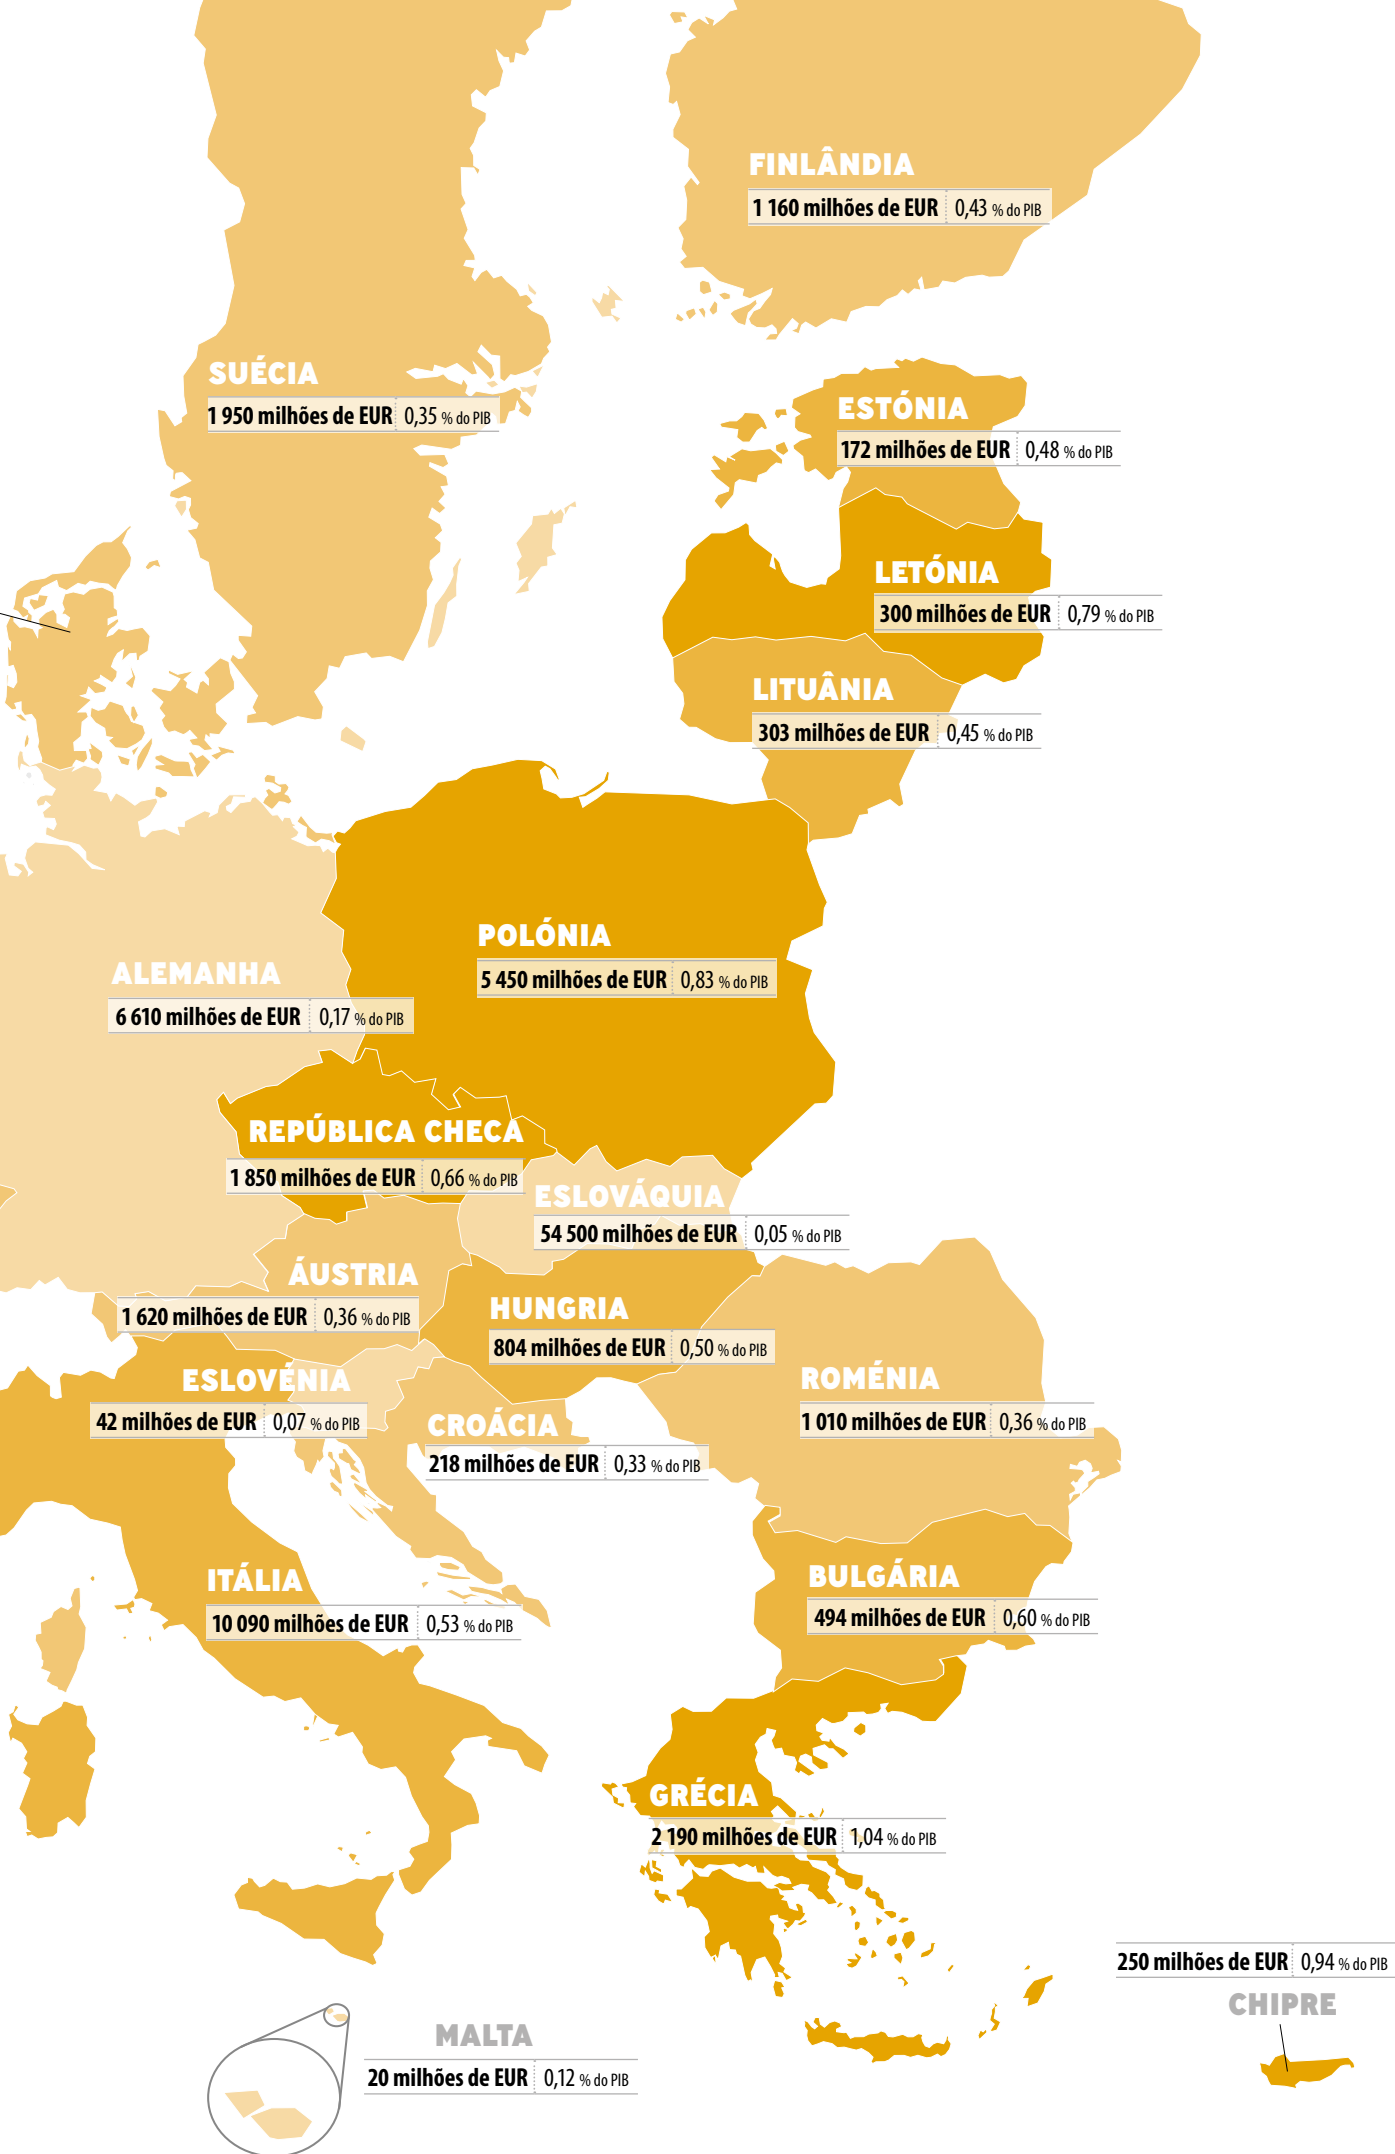 FINLÂNDIA
1 160 milhões de EUR 0,43 % do PIB
SUÉCIA
1 950 milhões de EUR 0,35 % do PIB
ESTÓNIA
172 milhões de EUR 0,48 % do PIB
LETÓNIA
300 milhões de EUR 0,79 % do PIB
LITUÂNIA
303 milhões de EUR 0,45 % do PIB
POLÓNIA
5 450 milhões de EUR 0,83 % do PIB
ALEMANHA
6 610 milhões de EUR 0,17 % do PIB
REPÚBLICA CHECA
1 850 milhões de EUR 0,66 % do PIB
ESLOVÁQUIA
54 500 milhões de EUR 0,05 % do PIB
ÁUSTRIA
1 620 milhões de EUR 0,36 % do PIB
HUNGRIA
804 milhões de EUR 0,50 % do PIB
ESLOVÉNIA
42 milhões de EUR 0,07 % do PIB
ROMÉNIA
1 010 milhões de EUR 0,36 % do PIB
CROÁCIA
218 milhões de EUR 0,33 % do PIB
ITÁLIA
10 090 milhões de EUR 0,53 % do PIB
BULGÁRIA
494 milhões de EUR 0,60 % do PIB
GRÉCIA
2 190 milhões de EUR 1,04 % do PIB
250 milhões de EUR 0,94 % do PIB
CHIPRE
MALTA
20 milhões de EUR 0,12 % do PIB